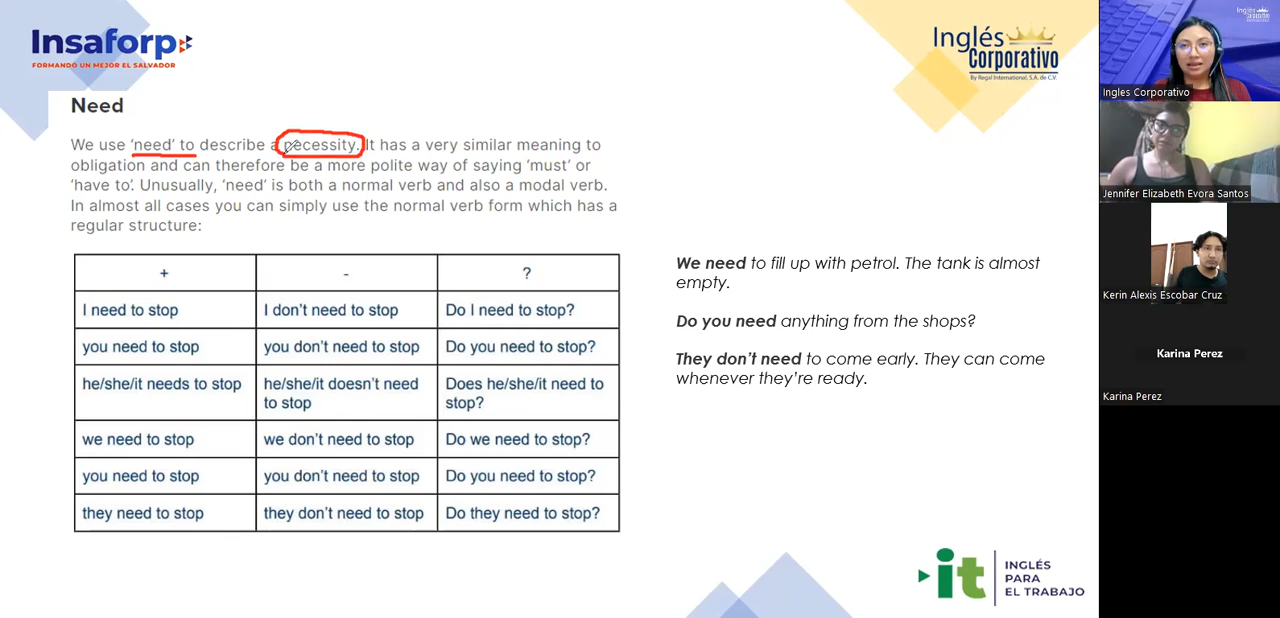 Insaforp
FORMANDO UN MEJOR EL SALVADOR
Inglés
Corporativo
By Regal International, S.A. de C.V.
Need
We use 'need' to describe a necessity. It has a very similar meaning to
obligation and can therefore be a more polite way of saying 'must' or
'have to'. Unusually, 'need' is both a normal verb and also a modal verb.
In almost all cases you can simply use the normal verb form which has a
regular structure:
+ - ?
I need to stop I don't need to stop Do I need to stop?
you need to stop you don't need to stop Do you need to stop?
he/she/it needs to stop he/she/it doesn't need to stop Does he/she/it need to stop?
we need to stop we don't need to stop Do we need to stop?
you need to stop you don't need to stop Do you need to stop?
they need to stop they don't need to stop Do they need to stop?
We need to fill up with petrol. The tank is almost
empty.
Do you need anything from the shops?
They don't need to come early. They can come
whenever they're ready.
it
INGLÉS
PARA
EL TRABAJO
Inglés
Corporativo
Ingles Corporativo
Jennifer Elizabeth Evora Santos
Kerin Alexis Escobar Cruz
Karina Perez
Karina Perez